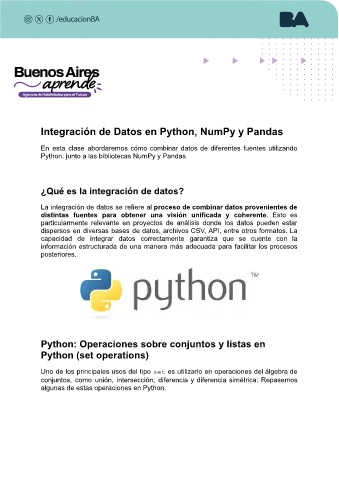 /educacionBA
BA
Buenos Aires
aprende
Agencia de Habilidades para el Futuro
Integración de Datos en Python, NumPy y Pandas
En esta clase abordaremos cómo combinar datos de diferentes fuentes utilizando
Python, junto a las bibliotecas NumPy y Pandas.
¿Qué es la integración de datos?
La integración de datos se refiere al proceso de combinar datos provenientes de
distintas fuentes para obtener una visión unificada y coherente. Esto es
particularmente relevante en proyectos de análisis donde los datos pueden estar
dispersos en diversas bases de datos, archivos CSV, API, entre otros formatos. La
capacidad de integrar datos correctamente garantiza que se cuente con la
información estructurada de una manera más adecuada para facilitar los procesos
posteriores.
python™
Python: Operaciones sobre conjuntos y listas en
Python (set operations)
Uno de los principales usos del tipo set es utilizarlo en operaciones del álgebra de
conjuntos, como unión, intersección, diferencia y diferencia simétrica. Repasemos
algunas de estas operaciones en Python.